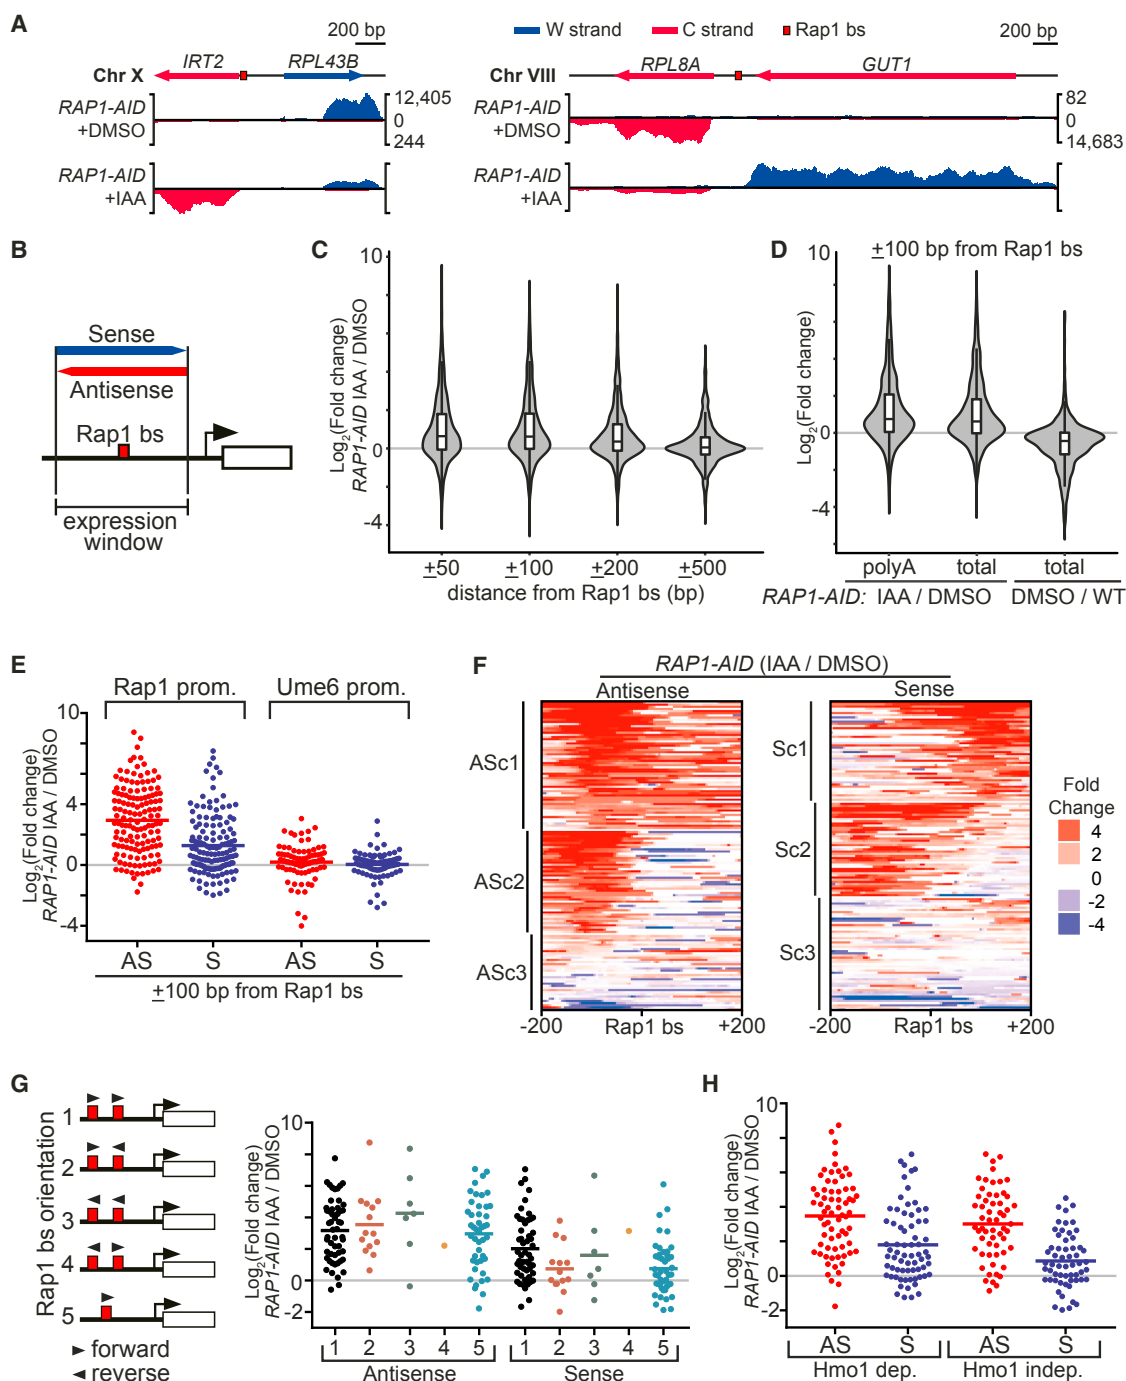 A
200 bp
W strand
C strand
Rap1 bs
200 bp
IRT2
RPL43B
Chr X
RPL8A
GUT1
Chr VIII
RAP1-AID
+DMSO
12,405
0
244
RAP1-AID
+DMSO
82
0
14,683
RAP1-AID
+IAA
RAP1-AID
+IAA
B
Sense
Antisense
Rap1 bs
expression
window
C
Log2(Fold change)
RAP1-AID IAA / DMSO
10
0
-4
±50
±100
±200
±500
distance from Rap1 bs (bp)
D
±100 bp from Rap1 bs
Log2(Fold change)
10
0
-4
polyA
total
total
RAP1-AID:
IAA / DMSO
DMSO / WT
E
Rap1 prom.
Ume6 prom.
Log2(Fold change)
RAP1-AID IAA / DMSO
10
4
0
-4
AS
S
AS
S
±100 bp from Rap1 bs
F
RAP1-AID (IAA / DMSO)
Antisense
Sense
ASc1
ASc2
ASc3
Sc1
Sc2
Sc3
-200
Rap1 bs
+200
-200
Rap1 bs
+200
Fold
Change
4
2
0
-2
-4
G
Rap1 bs orientation
1
2
3
4
5
forward
reverse
Log2(Fold change)
RAP1-AID IAA / DMSO
10
0
-2
1
2
3
4
5
1
2
3
4
5
Antisense
Sense
H
Log2(Fold change)
RAP1-AID IAA / DMSO
10
0
-2
AS
S
AS
S
Hmo1 dep.
Hmo1 indep.